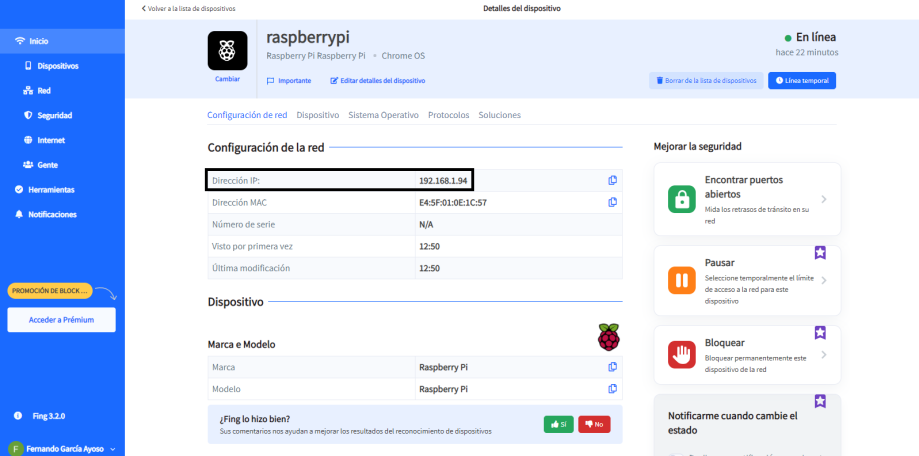 Volver a la lista de dispositivos
Detalles del dispositivo
Inicio
Dispositivos
Red
Seguridad
Internet
Gente
Herramientas
Notificaciones
PROMOCIÓN DE BLOCK ...
Acceder a Prémium
Fing 3.2.0
F Fernando García Ayoso
raspberrypi
Raspberry Pi Raspberry Pi • Chrome OS
Cambiar
Importante
Editar detalles del dispositivo
En línea
hace 22 minutos
Borrar de la lista de dispositivos
Línea temporal
Configuración de red Dispositivo Sistema Operativo Protocolos Soluciones
Configuración de la red
Dirección IP: 192.168.1.94
Dirección MAC E4:5F:01:0E:1C:57
Número de serie N/A
Visto por primera vez 12:50
Última modificación 12:50
Dispositivo
Marca e Modelo
Marca Raspberry Pi
Modelo Raspberry Pi
¿Fing lo hizo bien?
Sus comentarios nos ayudan a mejorar los resultados del reconocimiento de dispositivos
Sí
No
Mejorar la seguridad
Encontrar puertos
abiertos
Mida los retrasos de tránsito en su
red
Pausar
Seleccione temporalmente el límite
de acceso a la red para este
dispositivo
Bloquear
Bloquear permanentemente este
dispositivo de la red
Notificarme cuando cambie el
estado